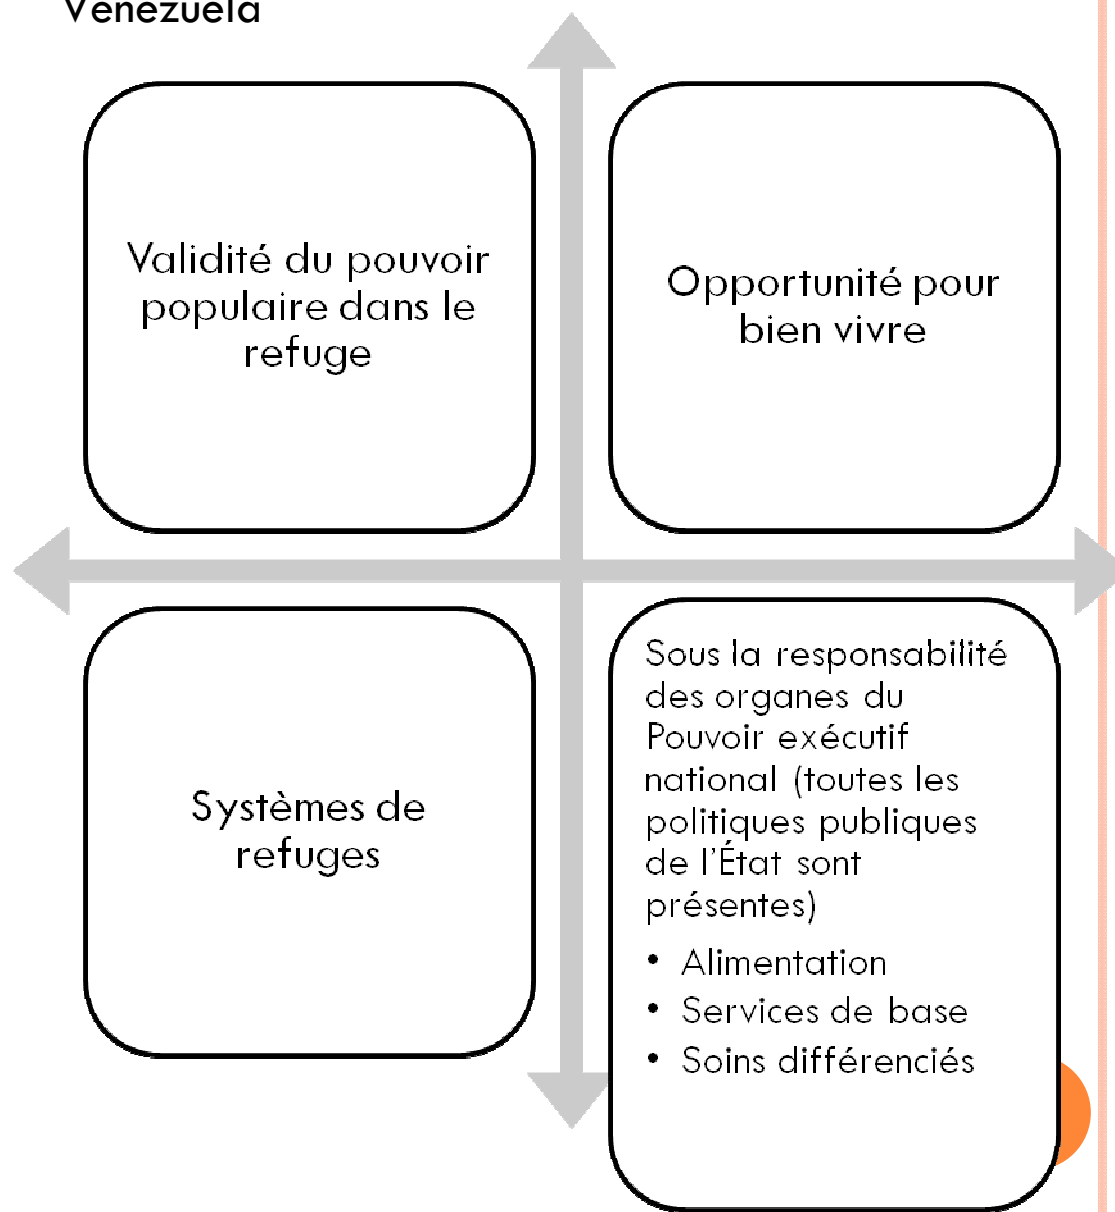 Venezuela
Validité du pouvoir
populaire dans le
refuge
Opportunité pour
bien vivre
Systèmes de
refuges
Sous la responsabilité
des organes du
Pouvoir exécutif
national (toutes les
politiques publiques
de l’État sont
présentes)
• Alimentation
• Services de base
• Soins différenciés